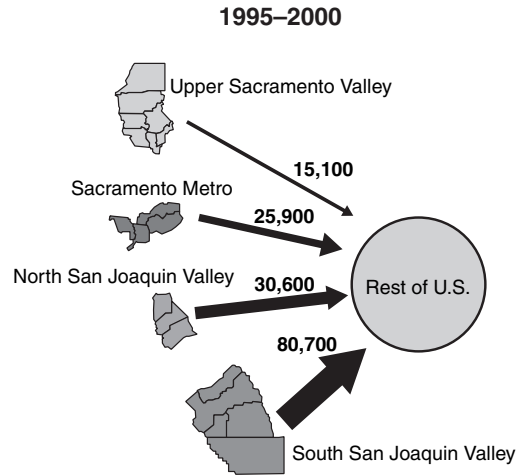 1995–2000
Upper Sacramento Valley
15,100
Sacramento Metro
25,900
North San Joaquin Valley
30,600
Rest of U.S.
80,700
South San Joaquin Valley